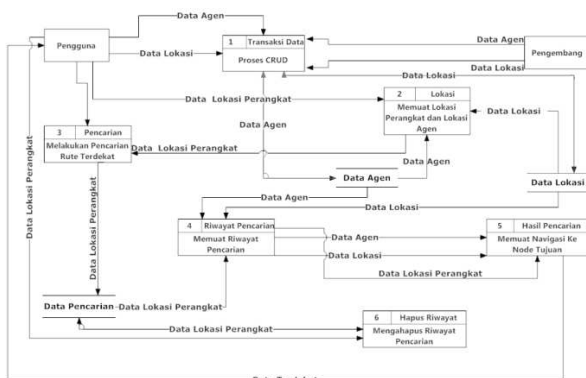 Data Agen
Pengguna
Data Lokasi
1 Transaksi Data
Proses CRUD
Data Agen
Data Lokasi
Pengembang
Data Lokasi
Data Lokasi Perangkat
2 Lokasi
Memuat Lokasi
Perangkat dan Lokasi
Agen
Data Lokasi
3 Pencarian
Melakukan Pencarian
Rute Terdekat
Data Agen
Data Lokasi Perangkat
Data Agen
Data Agen
Data Lokasi
Data Lokasi Perangkat
Data Lokasi Perangkat
Data Lokasi
4 Riwayat Pencarian
Memuat Riwayat
Pencarian
Data Agen
Data Lokasi
Data Lokasi Perangkat
5 Hasil Pencarian
Memuat Navigasi Ke
Node Tujuan
Data Pencarian
Data Lokasi Perangkat
6 Hapus Riwayat
Mengahapus Riwayat
Pencarian
Data Lokasi Perangkat